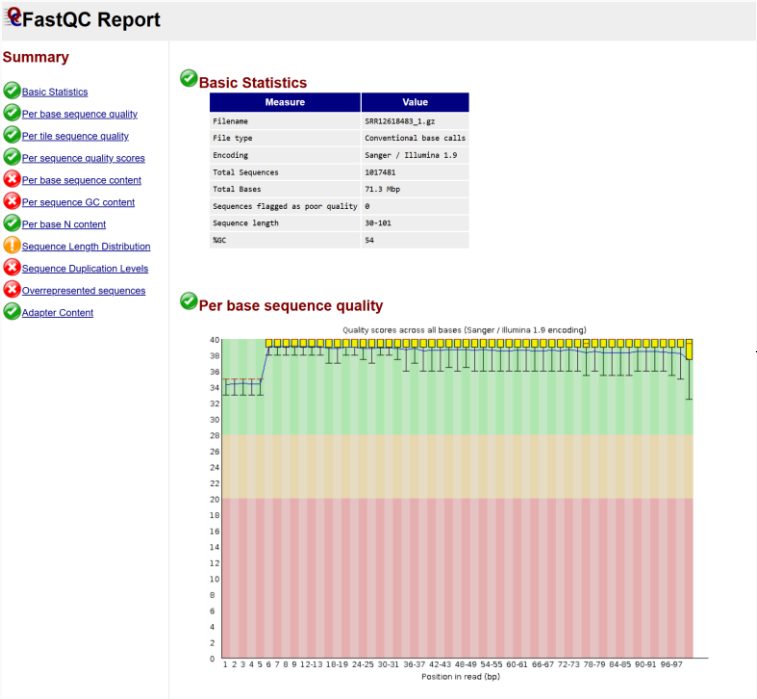 FastQC Report
Summary
Basic Statistics
Per base sequence quality
Per tile sequence quality
Per sequence quality scores
Per base sequence content
Per sequence GC content
Per base N content
Sequence Length Distribution
Sequence Duplication Levels
Overrepresented sequences
Adapter Content
Basic Statistics
Measure Value
Filename SRR12618483_1.gz
File type Conventional base calls
Encoding Sanger / Illumina 1.9
Total Sequences 1017481
Total Bases 71.3 Mbp
Sequences flagged as poor quality 0
Sequence length 30-101
%GC 54
Per base sequence quality
Quality scores across all bases (Sanger / Illumina 1.9 encoding)
40
38
36
34
32
30
28
26
24
22
20
18
16
14
12
10
8
6
4
2
0
1 2 3 4 5 6 7 8 9 12-13 18-19 24-25 30-31 36-37 42-43 48-49 54-55 60-61 66-67 72-73 78-79 84-85 90-91 96-97
Position in read (bp)